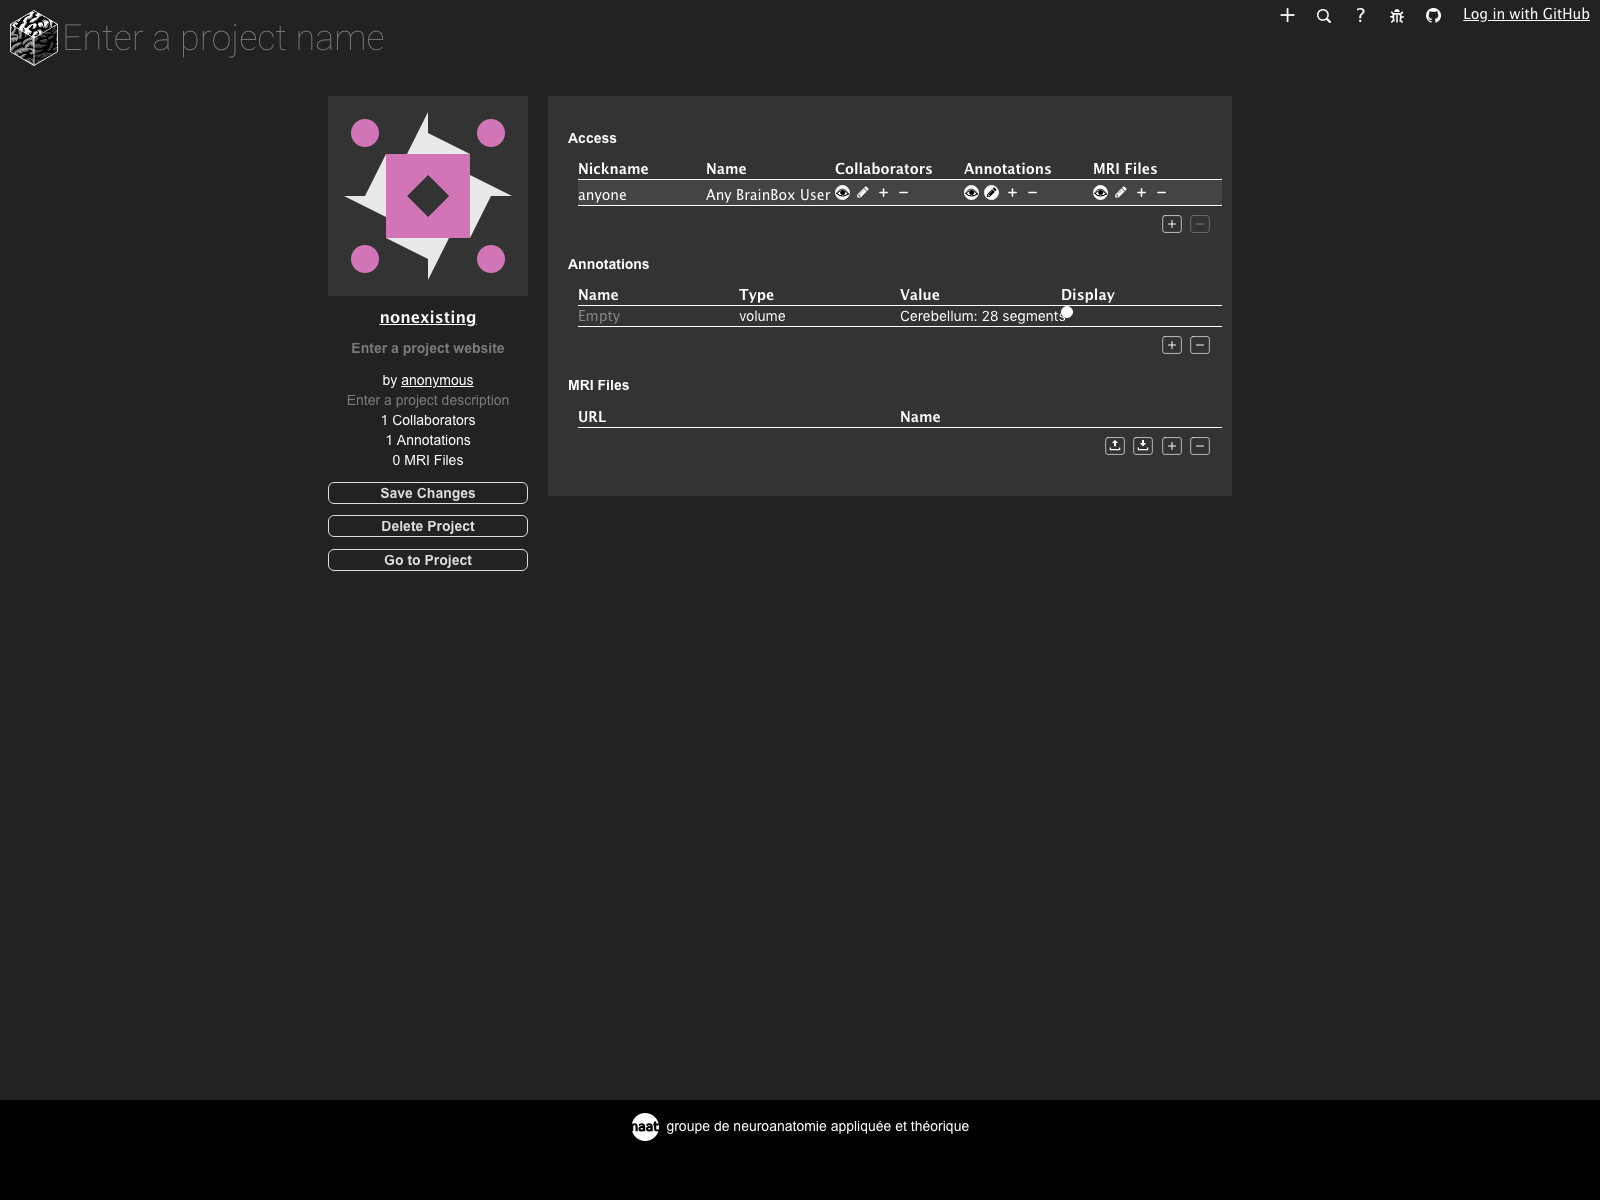 Enter a project name
? Log in with GitHub
nonexisting
Enter a project website
by anonymous
Enter a project description
1 Collaborators
1 Annotations
0 MRI Files
Save Changes
Delete Project
Go to Project
Access
Nickname Name Collaborators Annotations MRI Files
anyone Any BrainBox User
Annotations
Name Type Value Display
Empty volume Cerebellum: 28 segments
MRI Files
URL Name
naat groupe de neuroanatomie appliquée et théorique